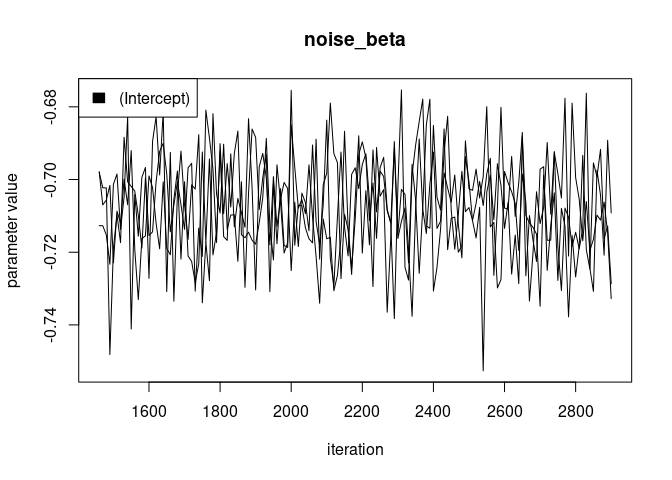 noise_beta
(Intercept)
parameter value
-0.68
-0.70
-0.72
-0.74
1600 1800 2000 2200 2400 2600 2800
iteration